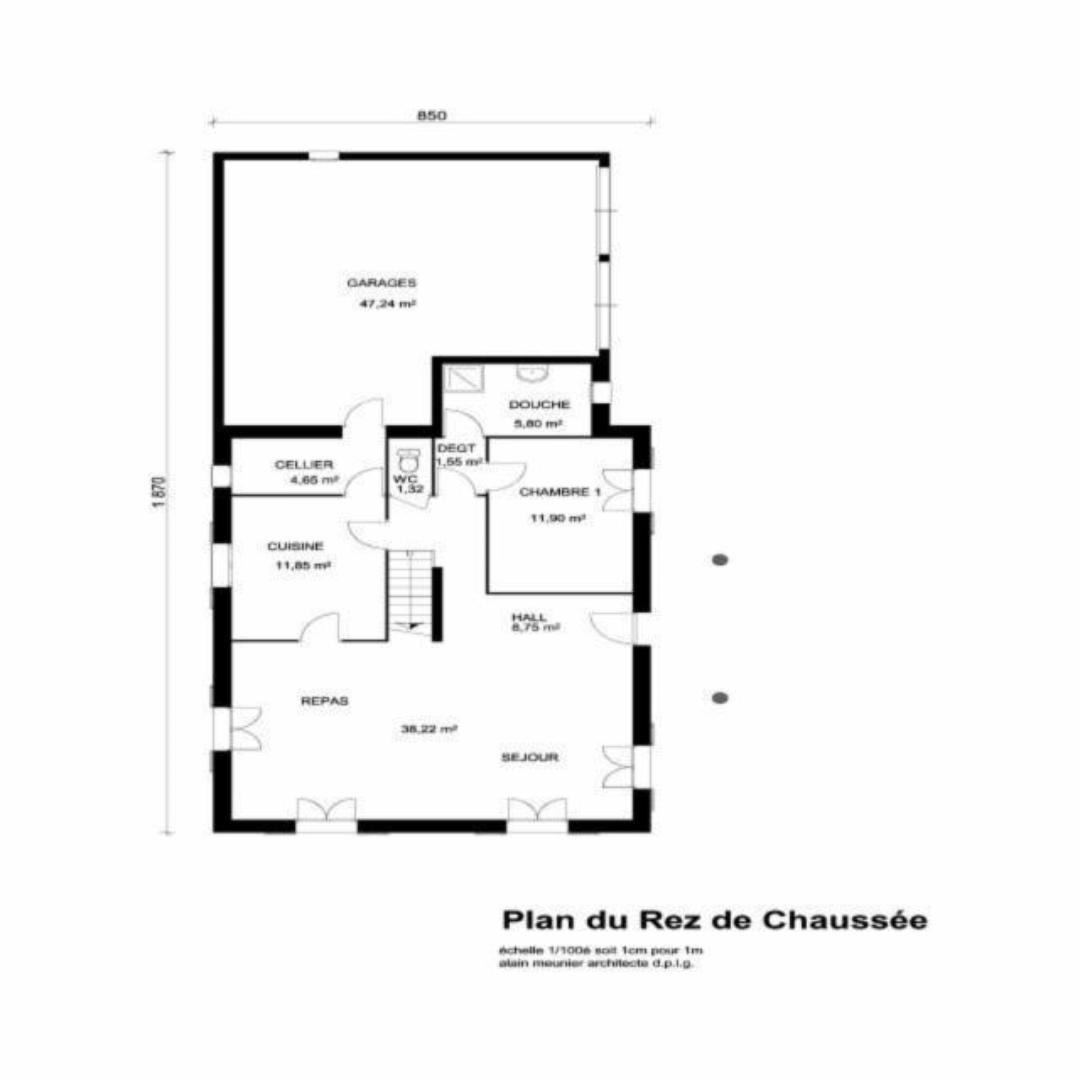 850
1870
GARAGES
47,24 m²
DOUCHE
5,80 m²
DEGT
1,55 m²
CELLIER
4,65 m²
WC
1,32
CHAMBRE 1
11,90 m²
CUISINE
11,85 m²
HALL
8,75 m²
REPAS
38,22 m²
SEJOUR
Plan du Rez de Chaussée
échelle 1/100è soit 1cm pour 1m
alain meunier architecte d.p.l.g.